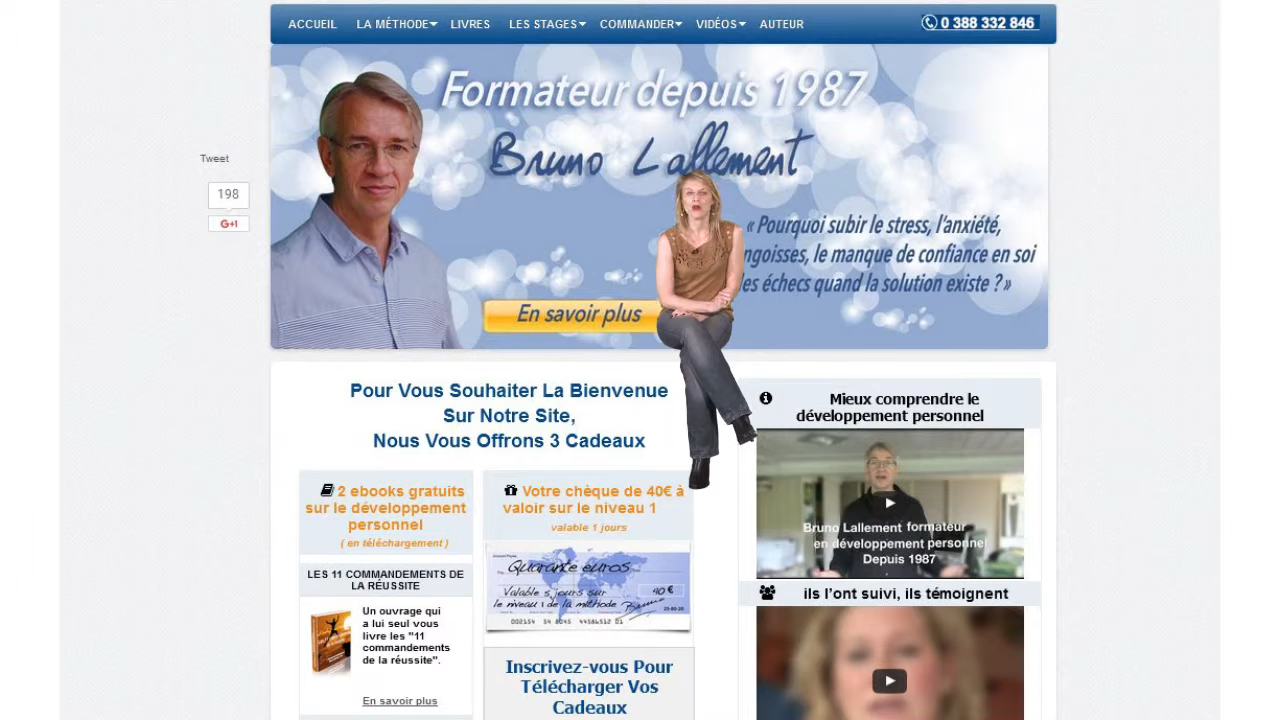 ACCUEIL LA MÉTHODE LIVRES LES STAGES COMMANDER VIDÉOS AUTEUR 0 388 332 846
Formateur depuis 1987
Bruno Lallement
Tweet
198
G+1
« Pourquoi subir le stress, l'anxiété,
ngoisses, le manque de confiance en soi
les échecs quand la solution existe ? »
En savoir plus
Pour Vous Souhaiter La Bienvenue
Sur Notre Site,
Nous Vous Offrons 3 Cadeaux
2 ebooks gratuits
sur le développement
personnel
( en téléchargement )
LES 11 COMMANDEMENTS DE
LA RÉUSSITE
Un ouvrage qui
a lui seul vous
livre les "11
commandements
de la réussite".
En savoir plus
Votre chèque de 40€ à
valoir sur le niveau 1
valable 1 jours
Quarante euros
Valable 5 jours sur
le niveau 1 de la méthode
40 €
Bruno
Inscrivez-vous Pour
Télécharger Vos
Cadeaux
Mieux comprendre le
développement personnel
Bruno Lallement formateur
en développement personnel
Depuis 1987
ils l'ont suivi, ils témoignent